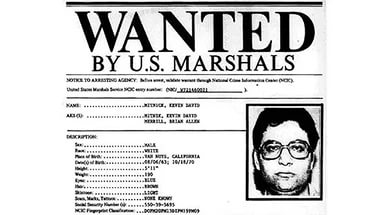 WANTED
BY U.S. MARSHALS
NOTICE TO ARRESTING AGENCY: Before arrest, validate warrant through National Crime Information Center (NCIC).
United States Marshals Service NCIC entry number: (NIC/ W721460021
NAME: MITNICK, KEVIN DAVID
AKS(S): MITNIK, KEVIN DAVID
MERRILL, BRIAN ALLEN
DESCRIPTION:
Sex: MALE
Race: WHITE
Place of Birth: VAN NUYS, CALIFORNIA
Date(s) of Birth: 08/06/63; 10/18/70
Height: 5'11"
Weight: 190
Eyes: BLUE
Hair: BROWN
Skintone: LIGHT
Scars, Marks, Tattoos: NONE KNOWN
Social Security Number(s):
NCIC Fingerprint Classification: